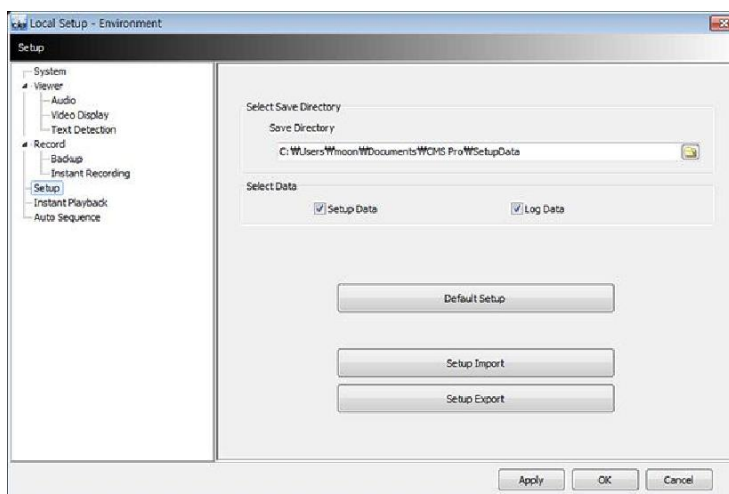 Local Setup - Environment
Setup
System
Viewer
Audio
Video Display
Text Detection
Record
Backup
Instant Recording
Setup
Instant Playback
Auto Sequence
Select Save Directory
Save Directory
C:₩Users₩moon₩Documents₩CMS Pro₩SetupData
Select Data
Setup Data
Log Data
Default Setup
Setup Import
Setup Export
Apply
OK
Cancel